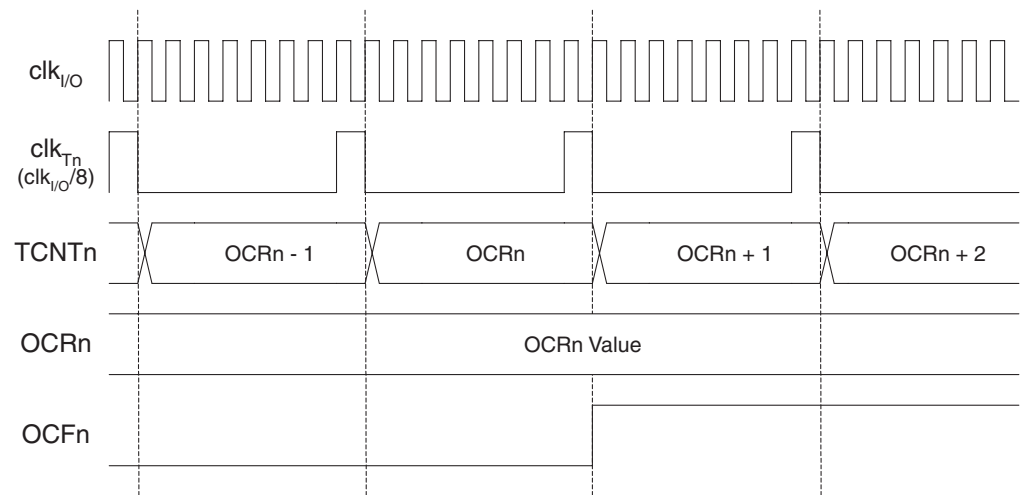 clkI/O
clkTn
(clkI/O/8)
TCNTn
OCRn - 1
OCRn
OCRn + 1
OCRn + 2
OCRn
OCRn Value
OCFn